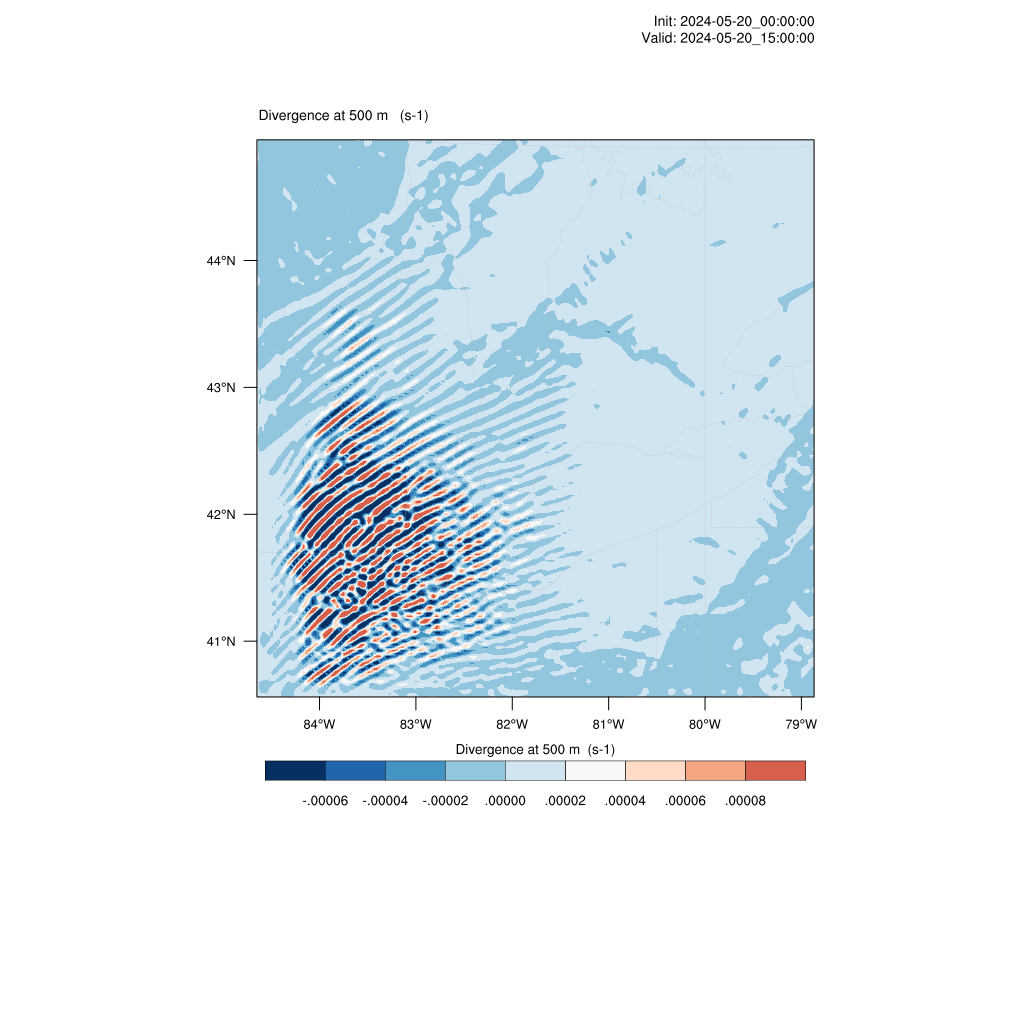 Init: 2024-05-20_00:00:00
Valid: 2024-05-20_15:00:00
Divergence at 500 m (s-1)
44°N
43°N
42°N
41°N
84°W 83°W 82°W 81°W 80°W 79°W
Divergence at 500 m (s-1)
-.00006 -.00004 -.00002 .00000 .00002 .00004 .00006 .00008